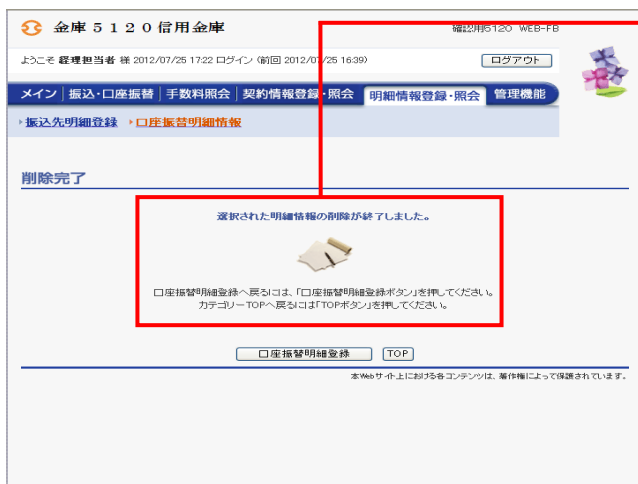 金庫５１２０信用金庫
確認用5120 WEB-FB
ようこそ 経理担当者 様 2012/07/25 17:22 ログイン (前回 2012/07/25 16:39)
ログアウト
メイン 振込・口座振替 手数料照会 契約情報登録・照会 明細情報登録・照会 管理機能
振込先明細登録 口座振替明細情報
削除完了
選択された明細情報の削除が終了しました。
口座振替明細登録へ戻るには、「口座振替明細登録ボタン」を押してください。
カテゴリーTOPへ戻るには「TOPボタン」を押してください。
口座振替明細登録 TOP
本Webサイト上における各コンテンツは、著作権によって保護されています。